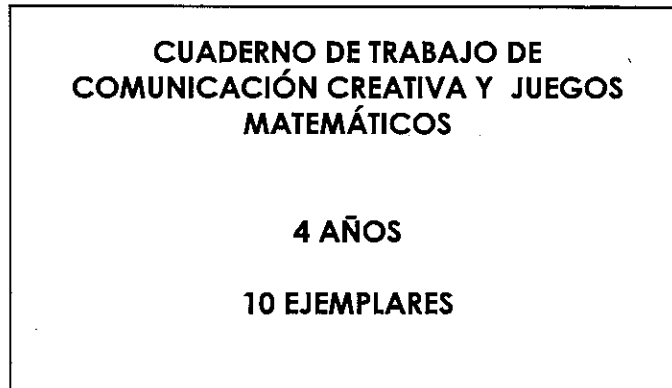 CUADERNO DE TRABAJO DE
COMUNICACIÓN CREATIVA Y JUEGOS
MATEMÁTICOS
4 AÑOS
10 EJEMPLARES